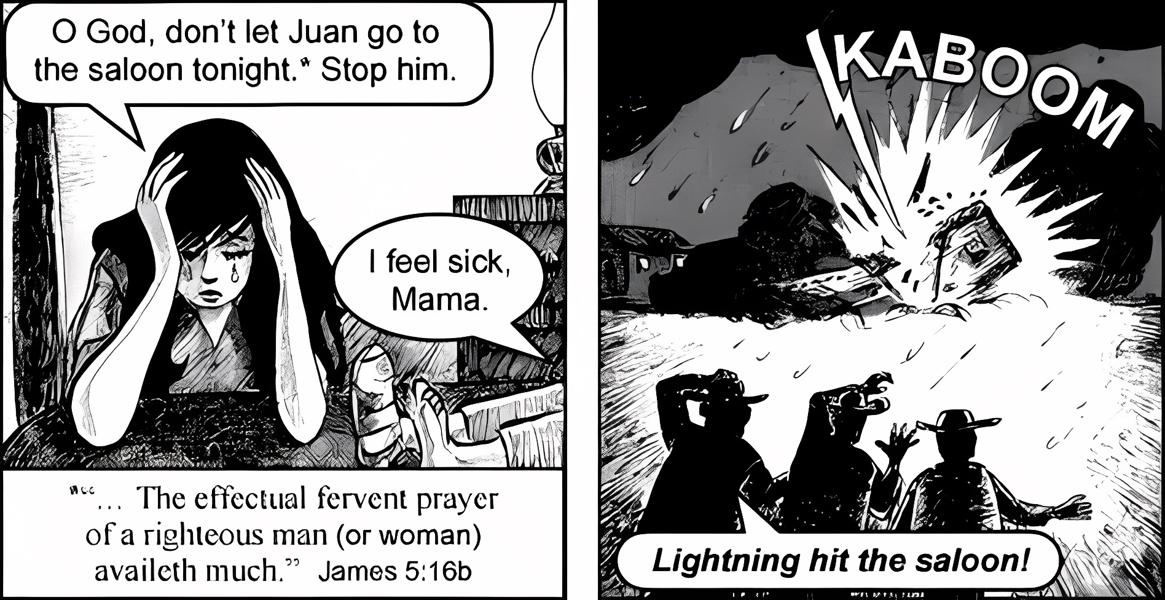 O God, don't let Juan go to
the saloon tonight.* Stop him.
I feel sick,
Mama.
"“... The effectual fervent prayer
of a righteous man (or woman)
availeth much.” James 5:16b
KABOOM
Lightning hit the saloon!